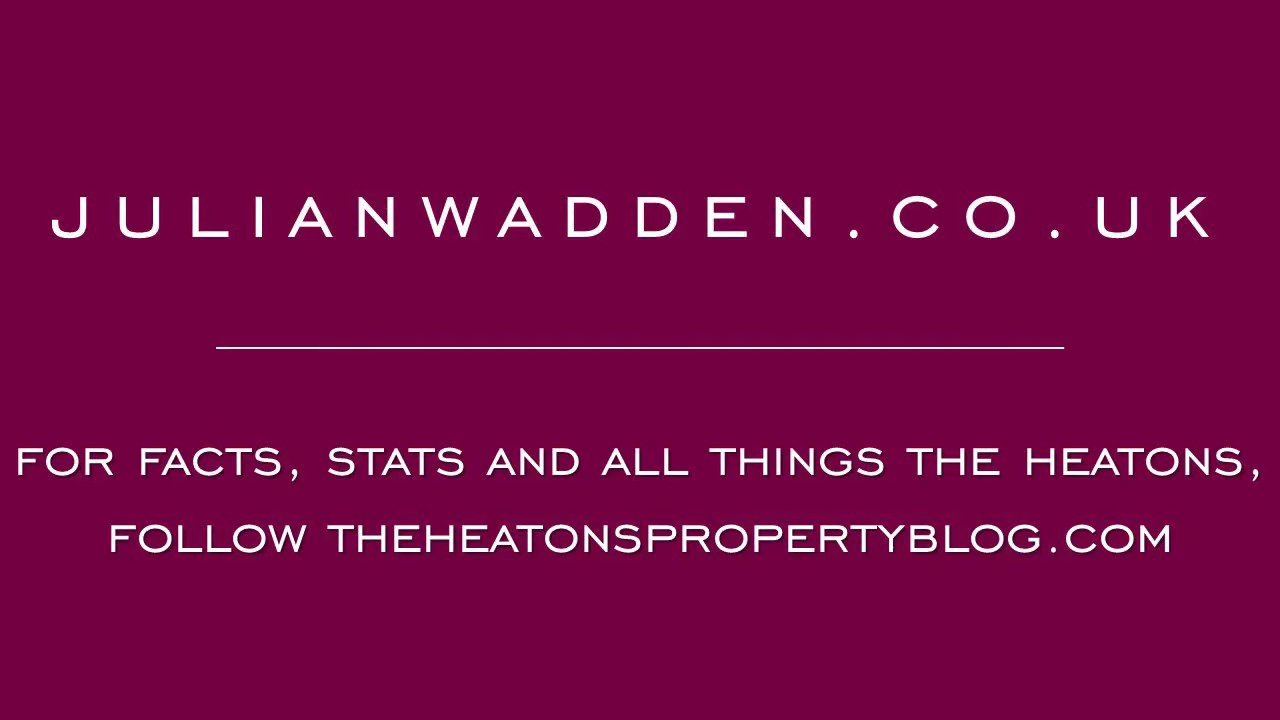 JULIANWADDEN.CO.UK
FOR FACTS, STATS AND ALL THINGS THE HEATONS,
FOLLOW THEHEATONSPROPERTYBLOG.COM